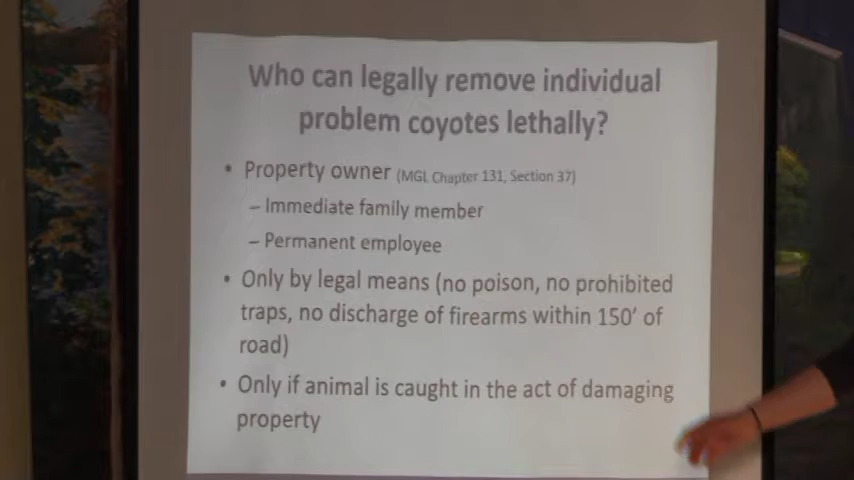 Who can legally remove individual
problem coyotes lethally?
• Property owner (MGL Chapter 131, Section 37)
– Immediate family member
– Permanent employee
• Only by legal means (no poison, no prohibited
traps, no discharge of firearms within 150' of
road)
• Only if animal is caught in the act of damaging
property